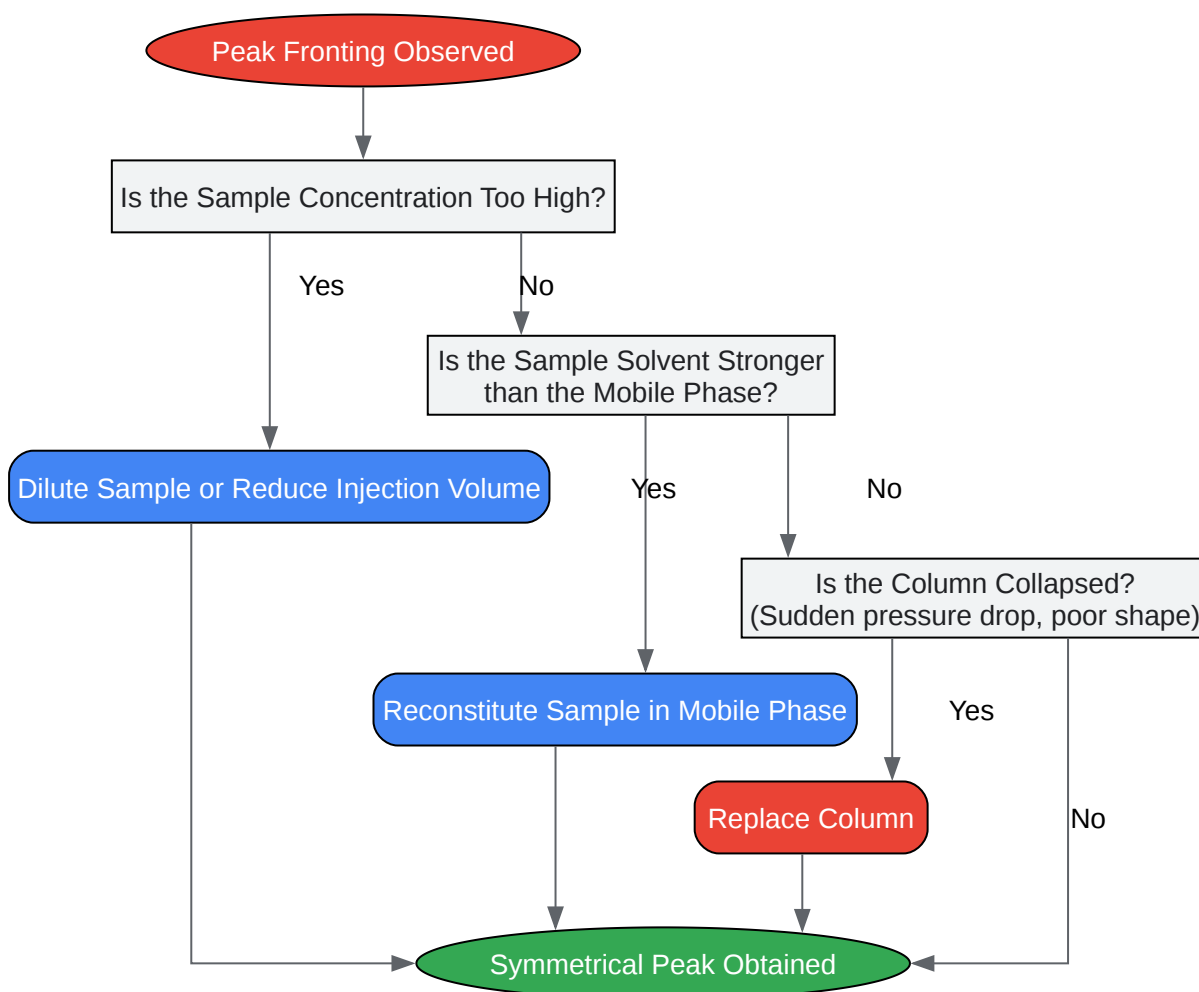 Peak Fronting Observed
Is the Sample Concentration Too High?
Yes
No
Is the Sample Solvent Stronger
than the Mobile Phase?
Dilute Sample or Reduce Injection Volume
Yes
No
Is the Column Collapsed?
(Sudden pressure drop, poor shape)
Reconstitute Sample in Mobile Phase
Yes
Replace Column
No
Symmetrical Peak Obtained